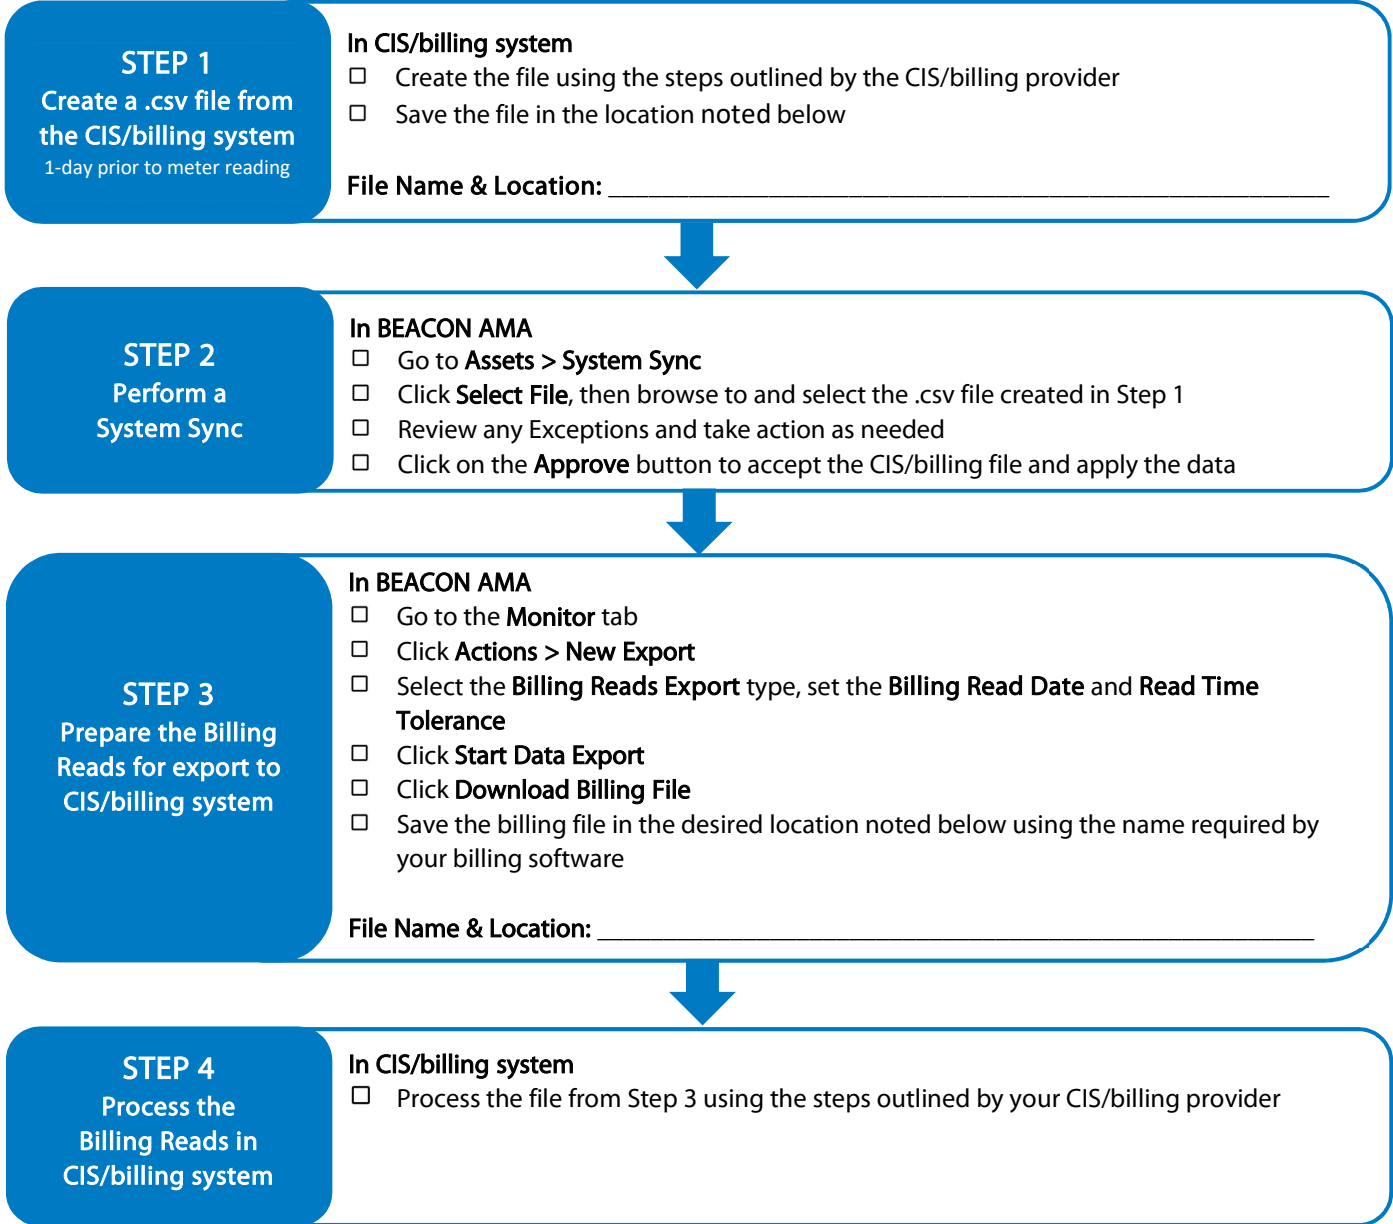 STEP 1
Create a .csv file from
the CIS/billing system
1-day prior to meter reading
In CIS/billing system
☐ Create the file using the steps outlined by the CIS/billing provider
☐ Save the file in the location noted below
File Name & Location: ______________________________________________________
STEP 2
Perform a
System Sync
In BEACON AMA
☐ Go to Assets > System Sync
☐ Click Select File, then browse to and select the .csv file created in Step 1
☐ Review any Exceptions and take action as needed
☐ Click on the Approve button to accept the CIS/billing file and apply the data
STEP 3
Prepare the Billing
Reads for export to
CIS/billing system
In BEACON AMA
☐ Go to the Monitor tab
☐ Click Actions > New Export
☐ Select the Billing Reads Export type, set the Billing Read Date and Read Time
Tolerance
☐ Click Start Data Export
☐ Click Download Billing File
☐ Save the billing file in the desired location noted below using the name required by
your billing software
File Name & Location: ______________________________________________________
STEP 4
Process the
Billing Reads in
CIS/billing system
In CIS/billing system
☐ Process the file from Step 3 using the steps outlined by your CIS/billing provider